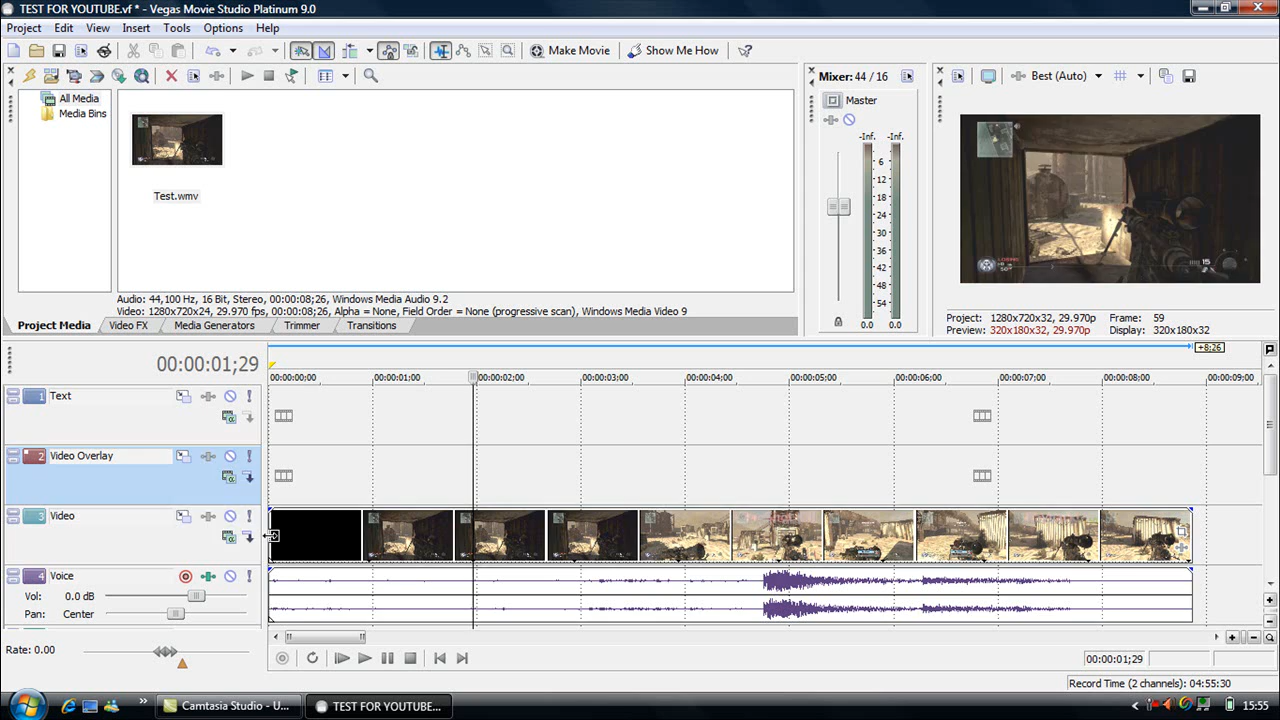 TEST FOR YOUTUBE.vf * - Vegas Movie Studio Platinum 9.0
Project Edit View Insert Tools Options Help
Make Movie Show Me How
All Media
Media Bins
Test.wmv
Audio: 44,100 Hz, 16 Bit, Stereo, 00:00:08;26, Windows Media Audio 9.2
Video: 1280x720x24, 29.970 fps, 00:00:08;26, Alpha = None, Field Order = None (progressive scan), Windows Media Video 9
Project Media Video FX Media Generators Trimmer Transitions
Mixer: 44 / 16
Master
-Inf. -Inf.
6
12
18
24
30
36
42
48
54
0.0 0.0
Best (Auto)
15
Project: 1280x720x32, 29.970p Frame: 59
Preview: 320x180x32, 29.970p Display: 320x180x32
00:00:01;29
+8:26
00:00:00;00 00:00:01;00 00:00:02;00 00:00:03;00 00:00:04;00 00:00:05;00 00:00:06;00 00:00:07;00 00:00:08;00 00:00:09;00
1 Text
2 Video Overlay
3 Video
4 Voice
Vol: 0.0 dB
Pan: Center
Rate: 0.00
00:00:01;29
Record Time (2 channels): 04:55:30
Camtasia Studio - U... TEST FOR YOUTUBE... 15:55